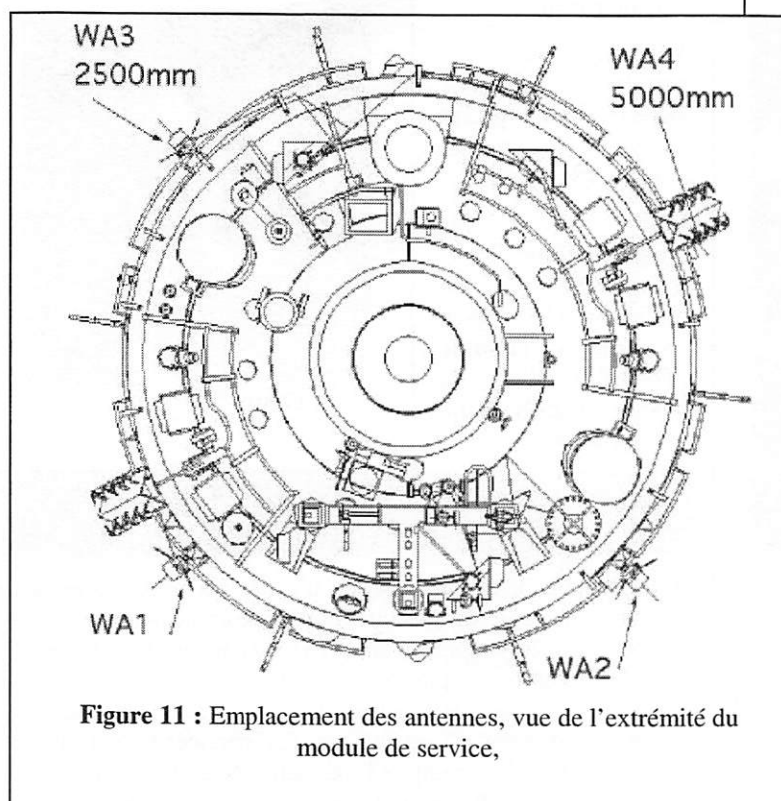 WA3
2500mm
WA4
5000mm
WA1
WA2
Figure 11 : Emplacement des antennes, vue de l'extrémité du
module de service,